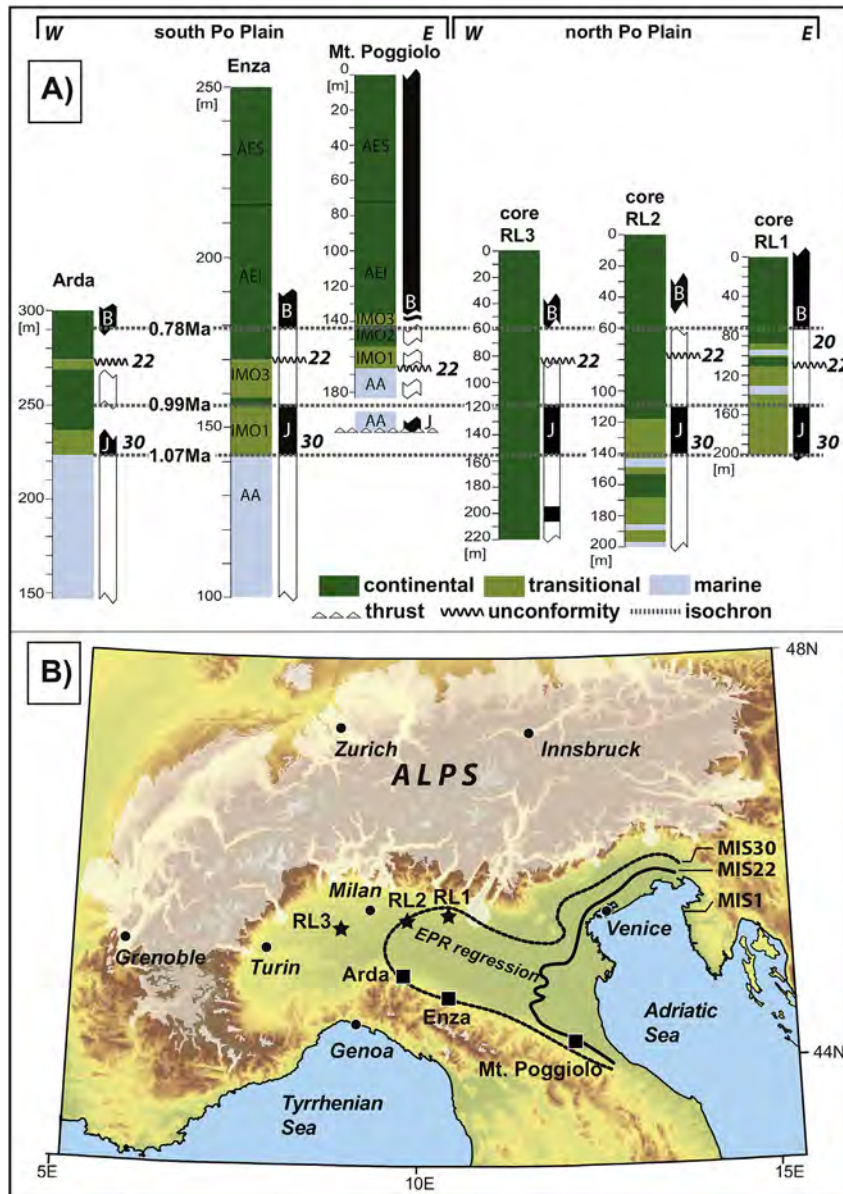 W south Po Plain E
W north Po Plain E
A)
Arda
300
[m]
250
200
150
B
22
J
30
Enza
250
[m]
200
150
100
AES
AEI
IMO3
IMO1
AA
B
22
J
30
Mt. Poggiolo
0
[m]
20
40
60
80
100
120
140
160
180
AES
AEI
IMO3
IMO2
IMO1
AA
AA
B
22
J
0.78Ma
0.99Ma
1.07Ma
core
RL3
0
20
40
60
80
90
110
120
160
180
200
220
[m]
B
22
J
core
RL2
0
20
40
60
80
110
120
140
160
180
200
[m]
B
22
J
30
core
RL1
0
20
40
60
80
100
160
200
[m]
B
20
22
J
30
continental transitional marine
thrust unconformity isochron
B)
48N
Zurich
Innsbruck
ALPS
MIS30
MIS22
MIS1
Milan
RL3
RL2
RL1
Venice
Grenoble
Turin
EPR regression
Arda
Enza
Adriatic
Sea
Genoa
Mt. Poggiolo
44N
Tyrrhenian
Sea
5E
10E
15E